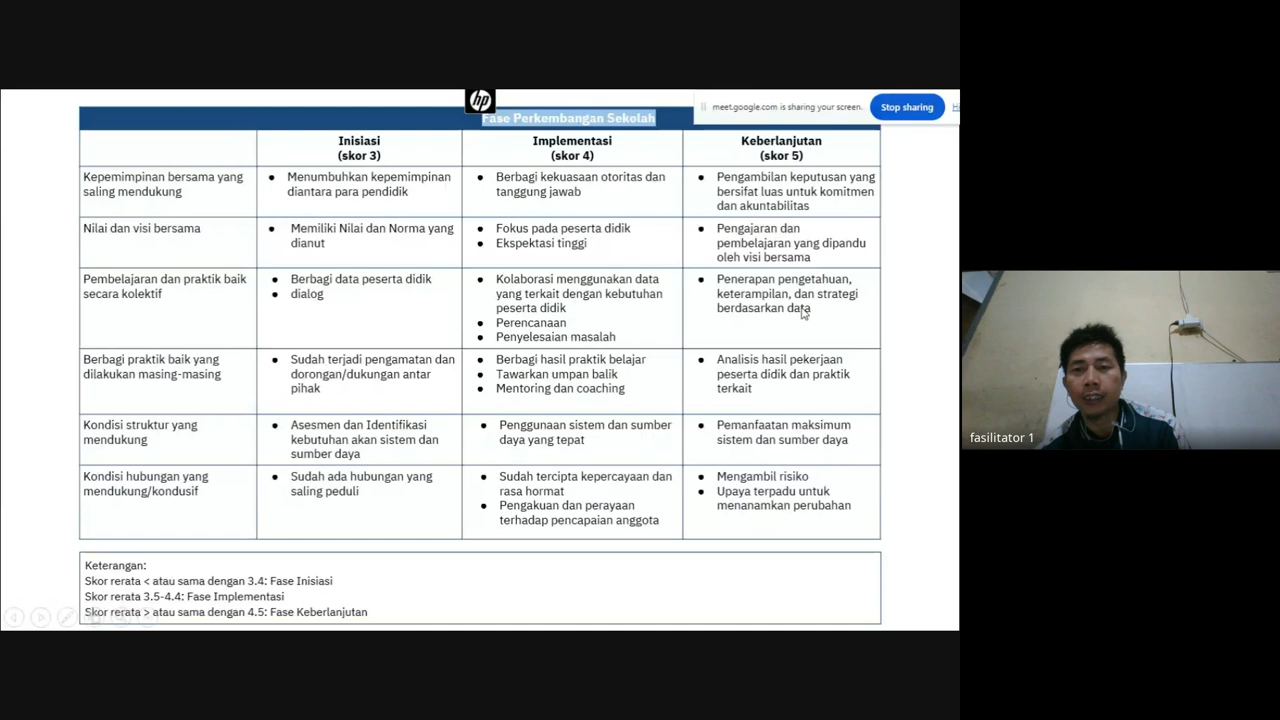 hp
meet.google.com is sharing your screen.
Stop sharing
Fase Perkembangan Sekolah
Inisiasi
(skor 3)
Implementasi
(skor 4)
Keberlanjutan
(skor 5)
Kepemimpinan bersama yang
saling mendukung
● Menumbuhkan kepemimpinan
diantara para pendidik
● Berbagi kekuasaan otoritas dan
tanggung jawab
● Pengambilan keputusan yang
bersifat luas untuk komitmen
dan akuntabilitas
Nilai dan visi bersama
● Memiliki Nilai dan Norma yang
dianut
● Fokus pada peserta didik
● Ekspektasi tinggi
● Pengajaran dan
pembelajaran yang dipandu
oleh visi bersama
Pembelajaran dan praktik baik
secara kolektif
● Berbagi data peserta didik
● dialog
● Kolaborasi menggunakan data
yang terkait dengan kebutuhan
peserta didik
● Perencanaan
● Penyelesaian masalah
● Penerapan pengetahuan,
keterampilan, dan strategi
berdasarkan data
Berbagi praktik baik yang
dilakukan masing-masing
● Sudah terjadi pengamatan dan
dorongan/dukungan antar
pihak
● Berbagi hasil praktik belajar
● Tawarkan umpan balik
● Mentoring dan coaching
● Analisis hasil pekerjaan
peserta didik dan praktik
terkait
Kondisi struktur yang
mendukung
● Asesmen dan Identifikasi
kebutuhan akan sistem dan
sumber daya
● Penggunaan sistem dan sumber
daya yang tepat
● Pemanfaatan maksimum
sistem dan sumber daya
Kondisi hubungan yang
mendukung/kondusif
● Sudah ada hubungan yang
saling peduli
● Sudah tercipta kepercayaan dan
rasa hormat
● Pengakuan dan perayaan
terhadap pencapaian anggota
● Mengambil risiko
● Upaya terpadu untuk
menanamkan perubahan
Keterangan:
Skor rerata < atau sama dengan 3.4: Fase Inisiasi
Skor rerata 3.5-4.4: Fase Implementasi
Skor rerata > atau sama dengan 4.5: Fase Keberlanjutan
fasilitator 1